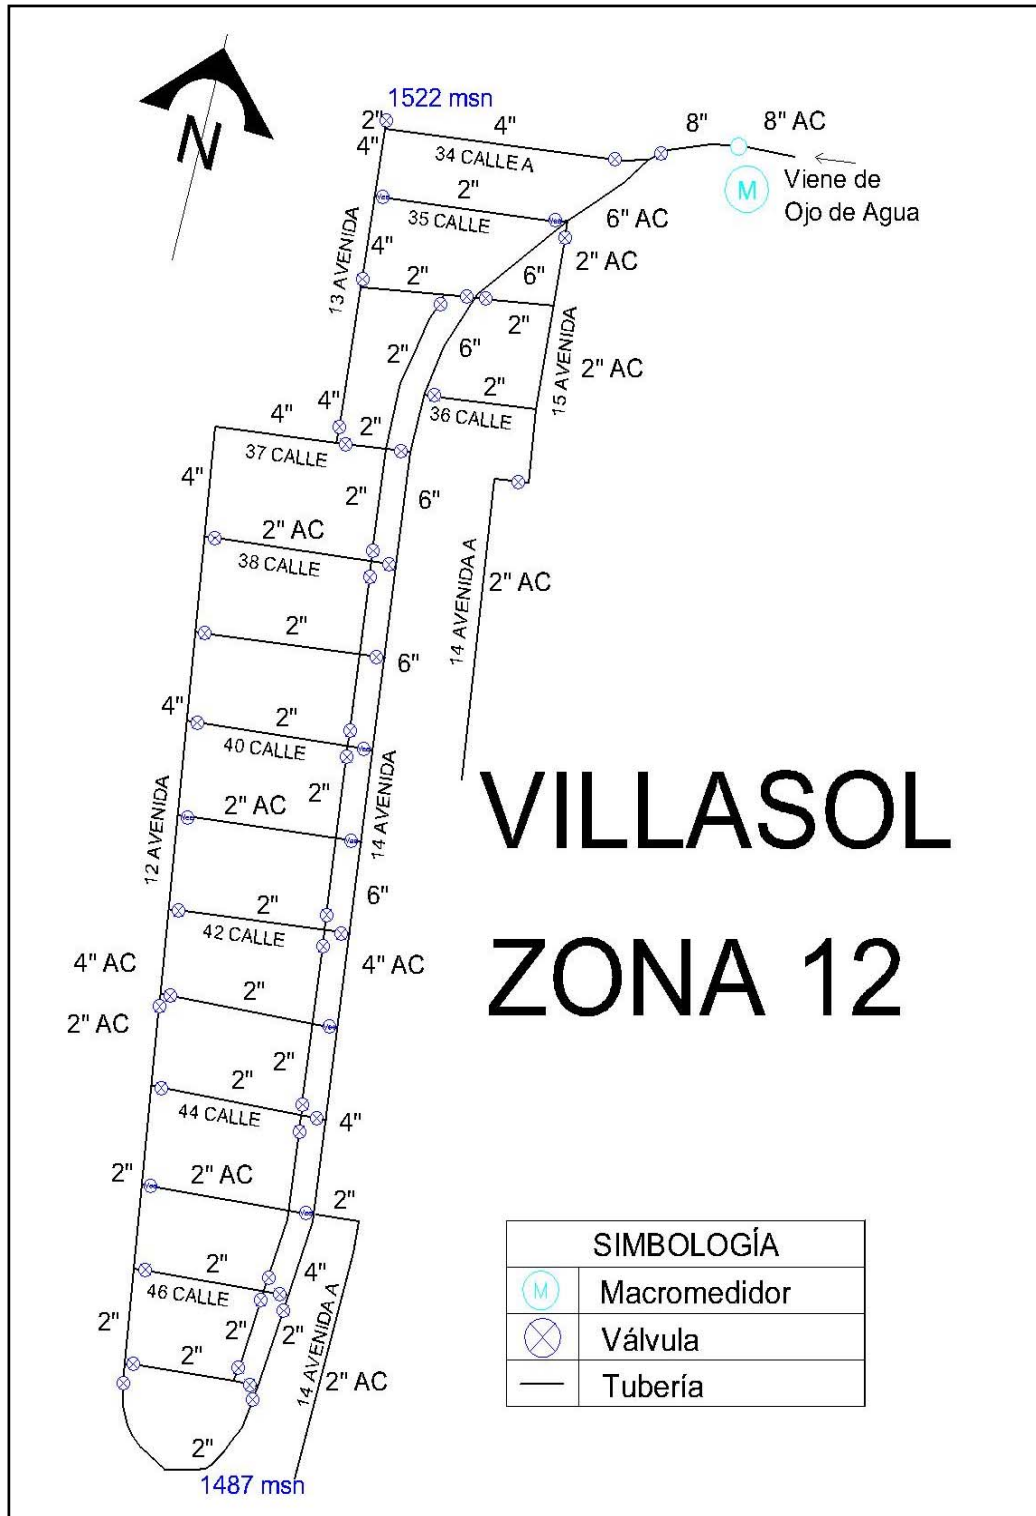 N
1522 msn
2"
4"
4"
34 CALLE A
8"
8" AC
M
Viene de
Ojo de Agua
2"
35 CALLE
6" AC
2" AC
13 AVENIDA
4"
2"
6"
2"
15 AVENIDA
2"
6"
2" AC
2"
36 CALLE
4"
4"
2"
37 CALLE
4"
2"
6"
2" AC
38 CALLE
14 AVENIDA A
2" AC
2"
6"
4"
2"
40 CALLE
2"
14 AVENIDA
12 AVENIDA
2" AC
VILLASOL
ZONA 12
6"
2"
42 CALLE
4" AC
4" AC
2"
2" AC
2"
2"
44 CALLE
4"
2"
2" AC
2"
2"
46 CALLE
4"
2"
2"
2"
2"
14 AVENIDA A
2" AC
2"
1487 msn
SIMBOLOGÍA
M
Macromedidor
Válvula
Tubería